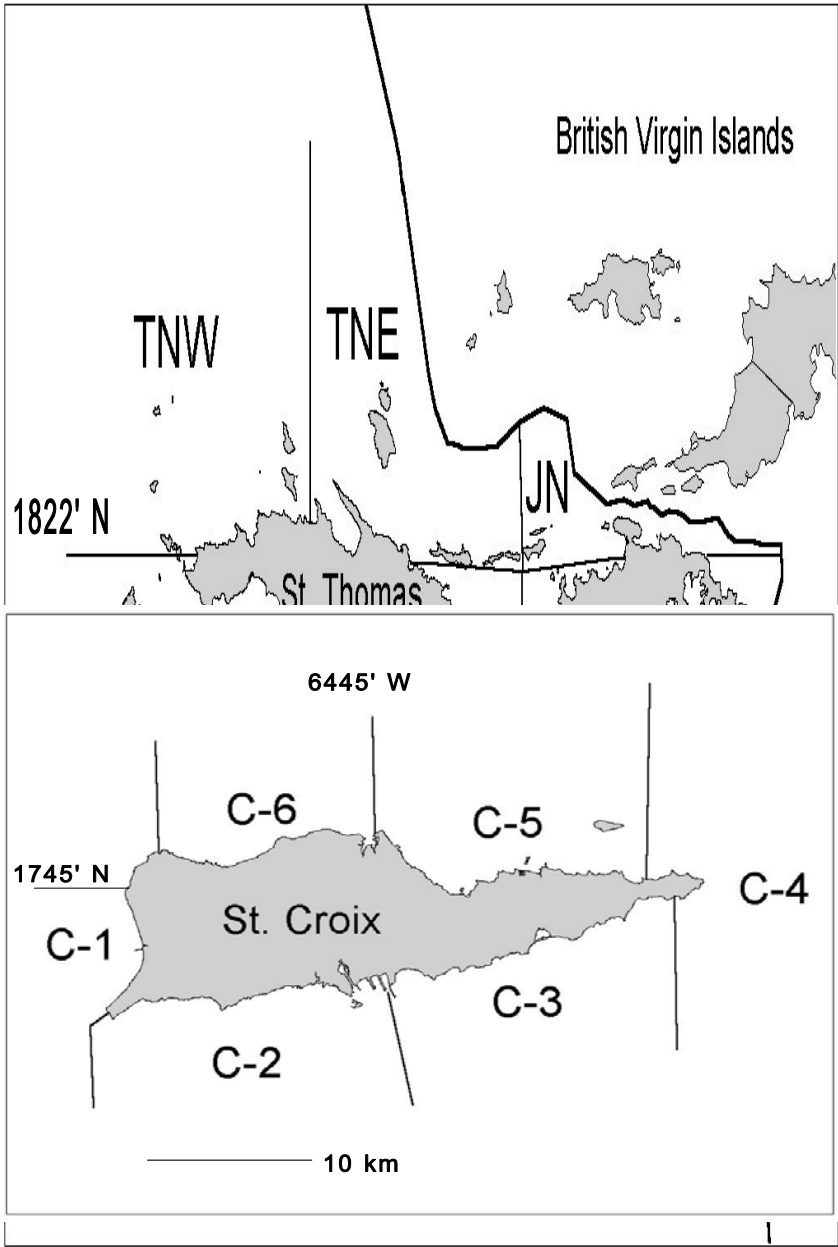 British Virgin Islands
TNW
TNE
JN
1822' N
St. Thomas
6445' W
C-6
C-5
1745' N
C-4
St. Croix
C-1
C-3
C-2
10 km